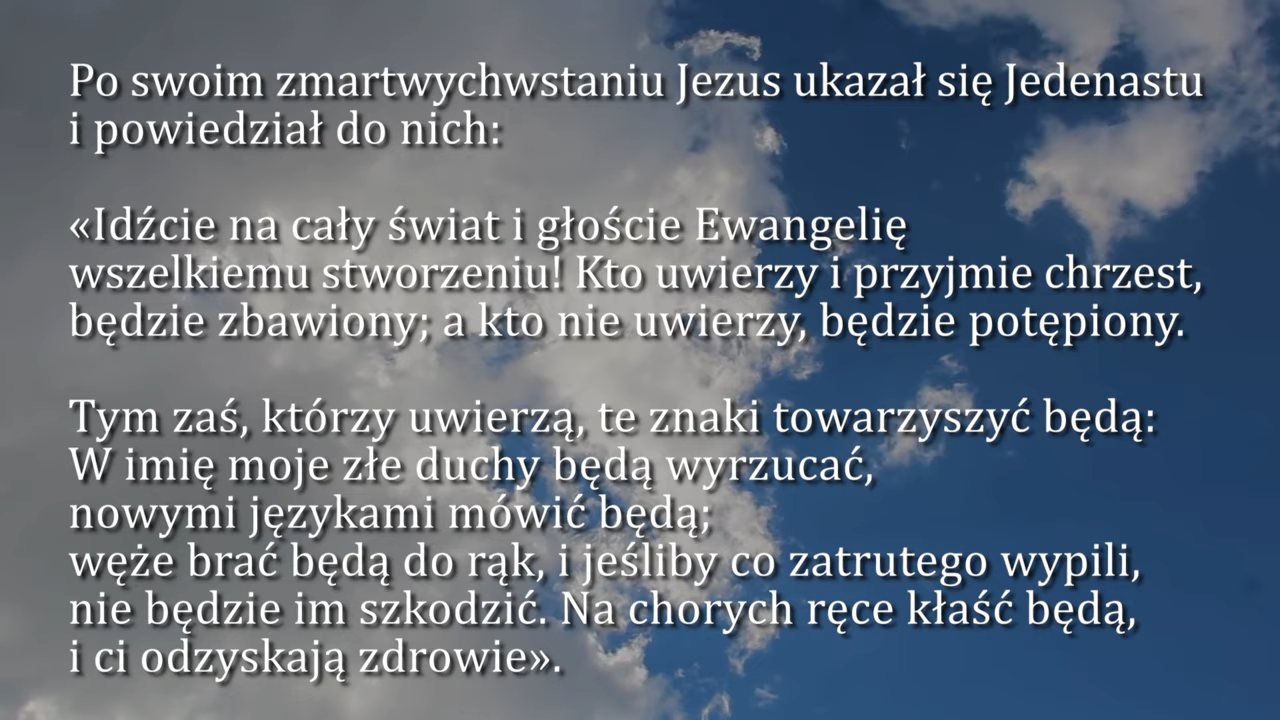 Po swoim zmartwychwstaniu Jezus ukazał się Jedenastu
i powiedział do nich:
«Idźcie na cały świat i głoście Ewangelię
wszelkiemu stworzeniu! Kto uwierzy i przyjmie chrzest,
będzie zbawiony; a kto nie uwierzy, będzie potępiony.
Tym zaś, którzy uwierzą, te znaki towarzyszyć będą:
W imię moje złe duchy będą wyrzucać,
nowymi językami mówić będą;
węże brać będą do rąk, i jeśliby co zatrutego wypili,
nie będzie im szkodzić. Na chorych ręce kłaść będą,
i ci odzyskają zdrowie».